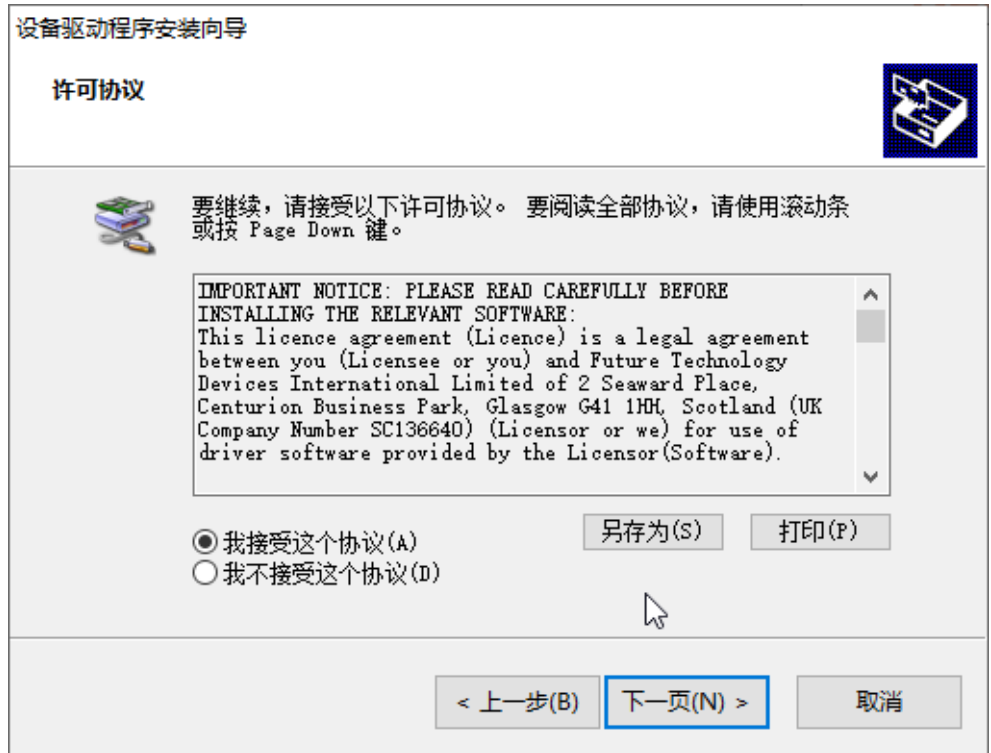 设备驱动程序安装向导
许可协议
要继续，请接受以下许可协议。 要阅读全部协议，请使用滚动条
或按 Page Down 键。
IMPORTANT NOTICE: PLEASE READ CAREFULLY BEFORE
INSTALLING THE RELEVANT SOFTWARE:
This licence agreement (Licence) is a legal agreement
between you (Licensee or you) and Future Technology
Devices International Limited of 2 Seaward Place,
Centurion Business Park, Glasgow G41 1HH, Scotland (UK
Company Number SC136640) (Licensor or we) for use of
driver software provided by the Licensor(Software).
我接受这个协议(A)
另存为(S)
打印(P)
我不接受这个协议(D)
< 上一步(B)
下一页(N) >
取消